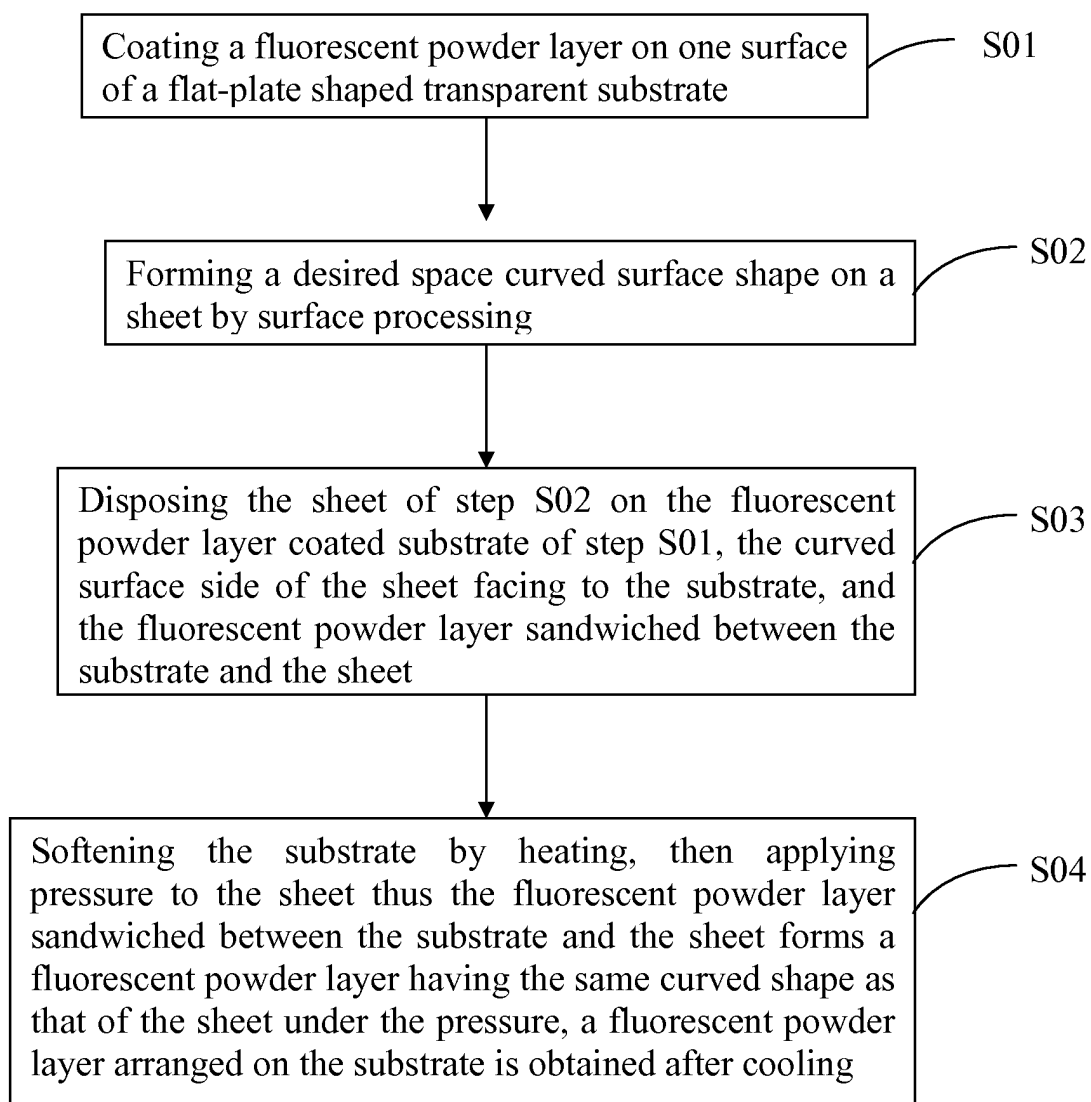 Coating a fluorescent powder layer on one surface
of a flat-plate shaped transparent substrate
S01
Forming a desired space curved surface shape on a
sheet by surface processing
S02
Disposing the sheet of step S02 on the fluorescent
powder layer coated substrate of step S01, the curved
surface side of the sheet facing to the substrate, and
the fluorescent powder layer sandwiched between the
substrate and the sheet
S03
Softening the substrate by heating, then applying
pressure to the sheet thus the fluorescent powder layer
sandwiched between the substrate and the sheet forms a
fluorescent powder layer having the same curved shape as
that of the sheet under the pressure, a fluorescent powder
layer arranged on the substrate is obtained after cooling
S04